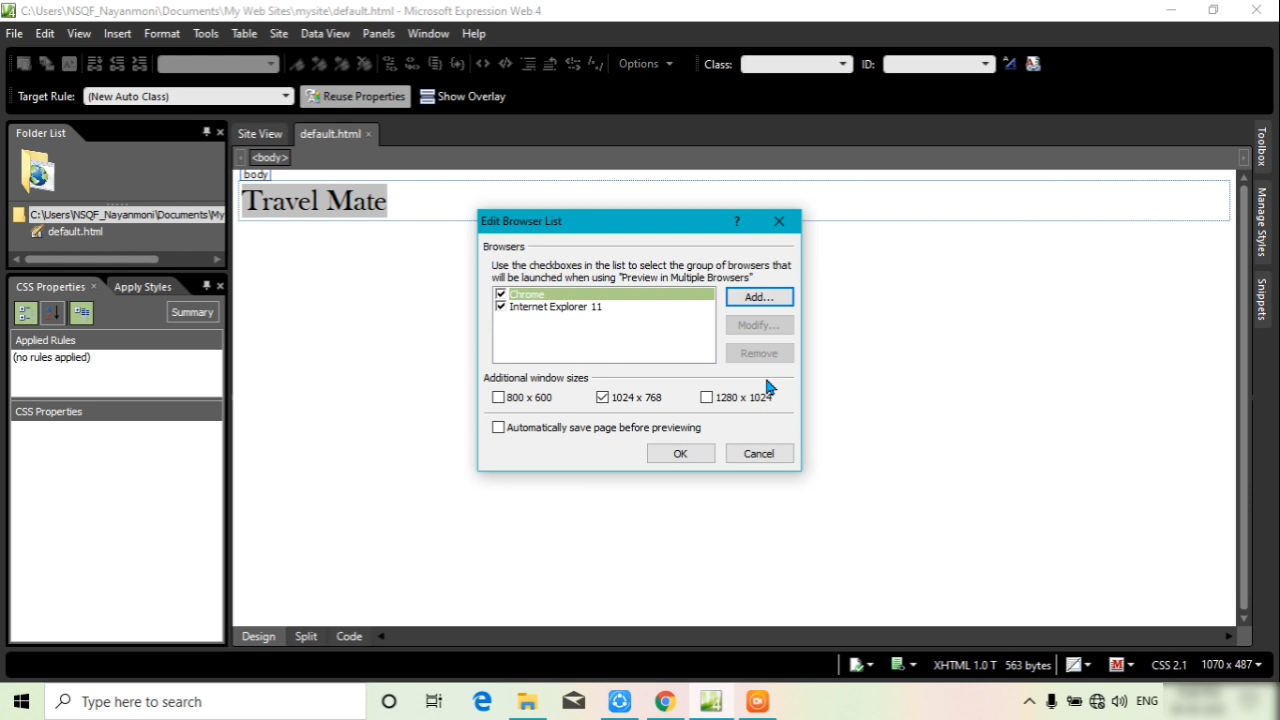 C:\Users\NSQF_Nayanmoni\Documents\My Web Sites\mysite\default.html - Microsoft Expression Web 4
File Edit View Insert Format Tools Table Site Data View Panels Window Help
Options Class: ID:
Target Rule: (New Auto Class) Reuse Properties Show Overlay
Folder List
Site View default.html
<body>
body
Travel Mate
C:\Users\NSQF_Nayanmoni\Documents\My
default.html
CSS Properties Apply Styles
Summary
Applied Rules
(no rules applied)
CSS Properties
Edit Browser List
Browsers
Use the checkboxes in the list to select the group of browsers that
will be launched when using "Preview in Multiple Browsers"
Chrome
Internet Explorer 11
Add...
Modify...
Remove
Additional window sizes
800 x 600 1024 x 768 1280 x 1024
Automatically save page before previewing
OK Cancel
Toolbox
Manage Styles
Snippets
Design Split Code
XHTML 1.0 T 563 bytes CSS 2.1 1070 x 487
Type here to search
ENG